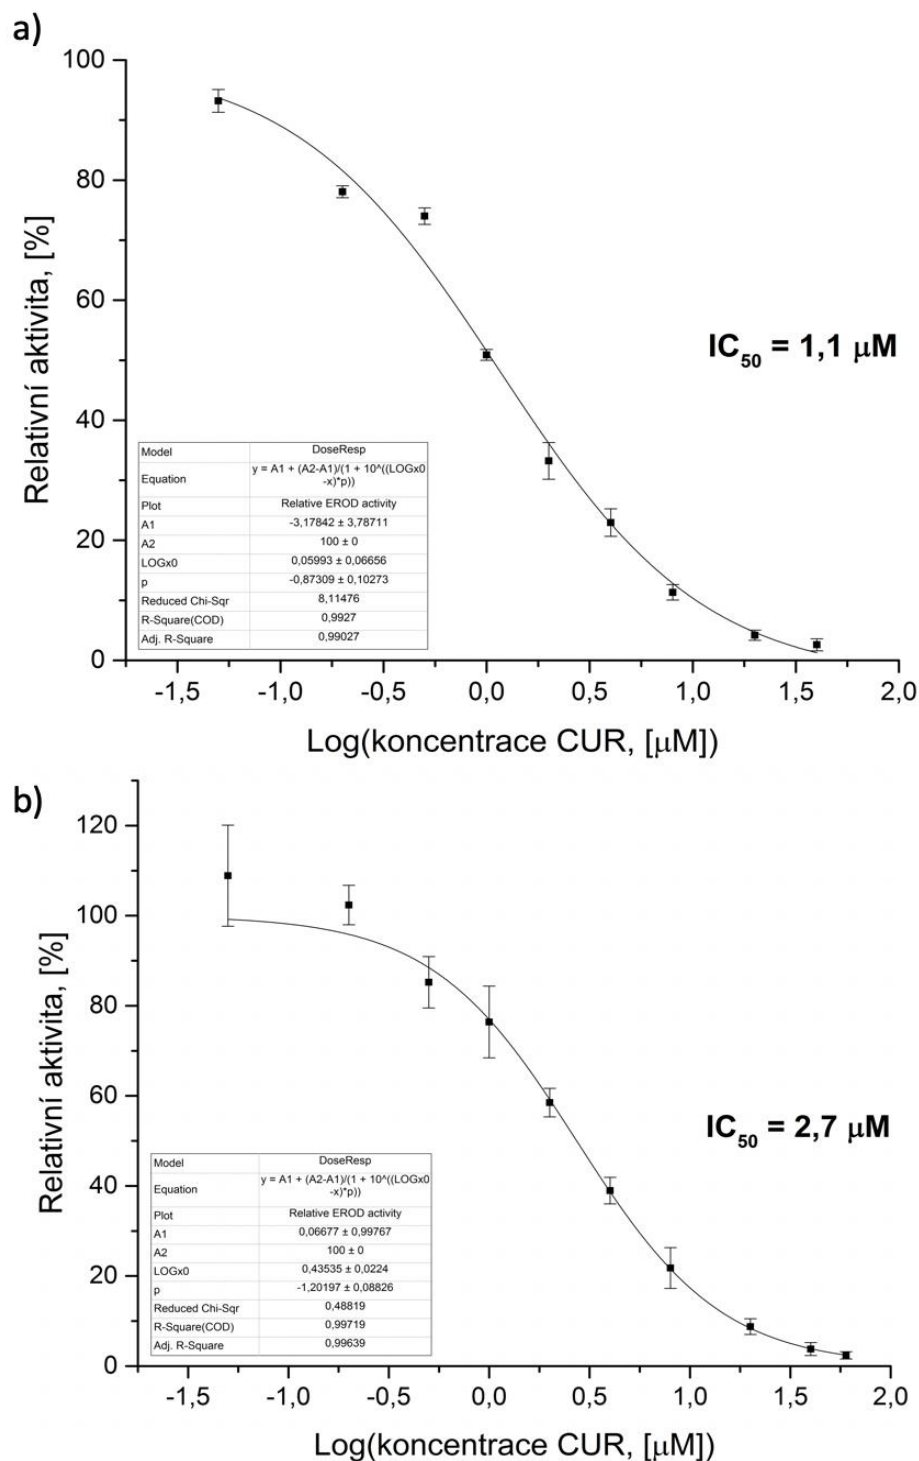 a)
100
80
60
40
20
0
Relativní aktivita, [%]
IC50 = 1,1 μM
Model DoseResp
Equation y = A1 + (A2-A1)/(1 + 10^((LOGx0
-x)*p))
Plot Relative EROD activity
A1 -3,17842 ± 3,78711
A2 100 ± 0
LOGx0 0,05993 ± 0,06656
p -0,87309 ± 0,10273
Reduced Chi-Sqr 8,11476
R-Square(COD) 0,9927
Adj. R-Square 0,99027
-1,5 -1,0 -0,5 0,0 0,5 1,0 1,5 2,0
Log(koncentrace CUR, [μM])
b)
120
100
80
60
40
20
0
Relativní aktivita, [%]
IC50 = 2,7 μM
Model DoseResp
Equation y = A1 + (A2-A1)/(1 + 10^((LOGx0
-x)*p))
Plot Relative EROD activity
A1 0,06677 ± 0,99767
A2 100 ± 0
LOGx0 0,43535 ± 0,0224
p -1,20197 ± 0,08826
Reduced Chi-Sqr 0,48819
R-Square(COD) 0,99719
Adj. R-Square 0,99639
-1,5 -1,0 -0,5 0,0 0,5 1,0 1,5 2,0
Log(koncentrace CUR, [μM])